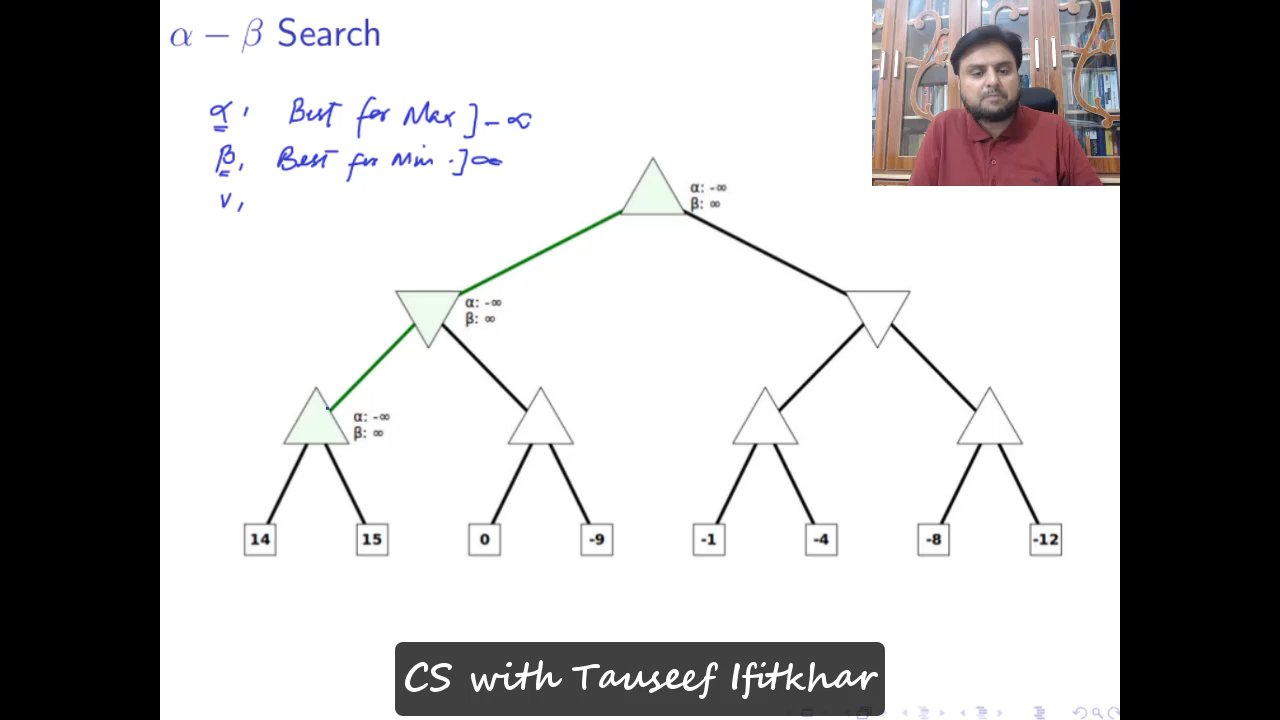 α − β Search
α, Best for Max ] -∞
β, Best for Min . ] ∞
v,
α: -∞
β: ∞
α: -∞
β: ∞
α: -∞
β: ∞
14 15 0 -9 -1 -4 -8 -12
CS with Tauseef Ifitkhar